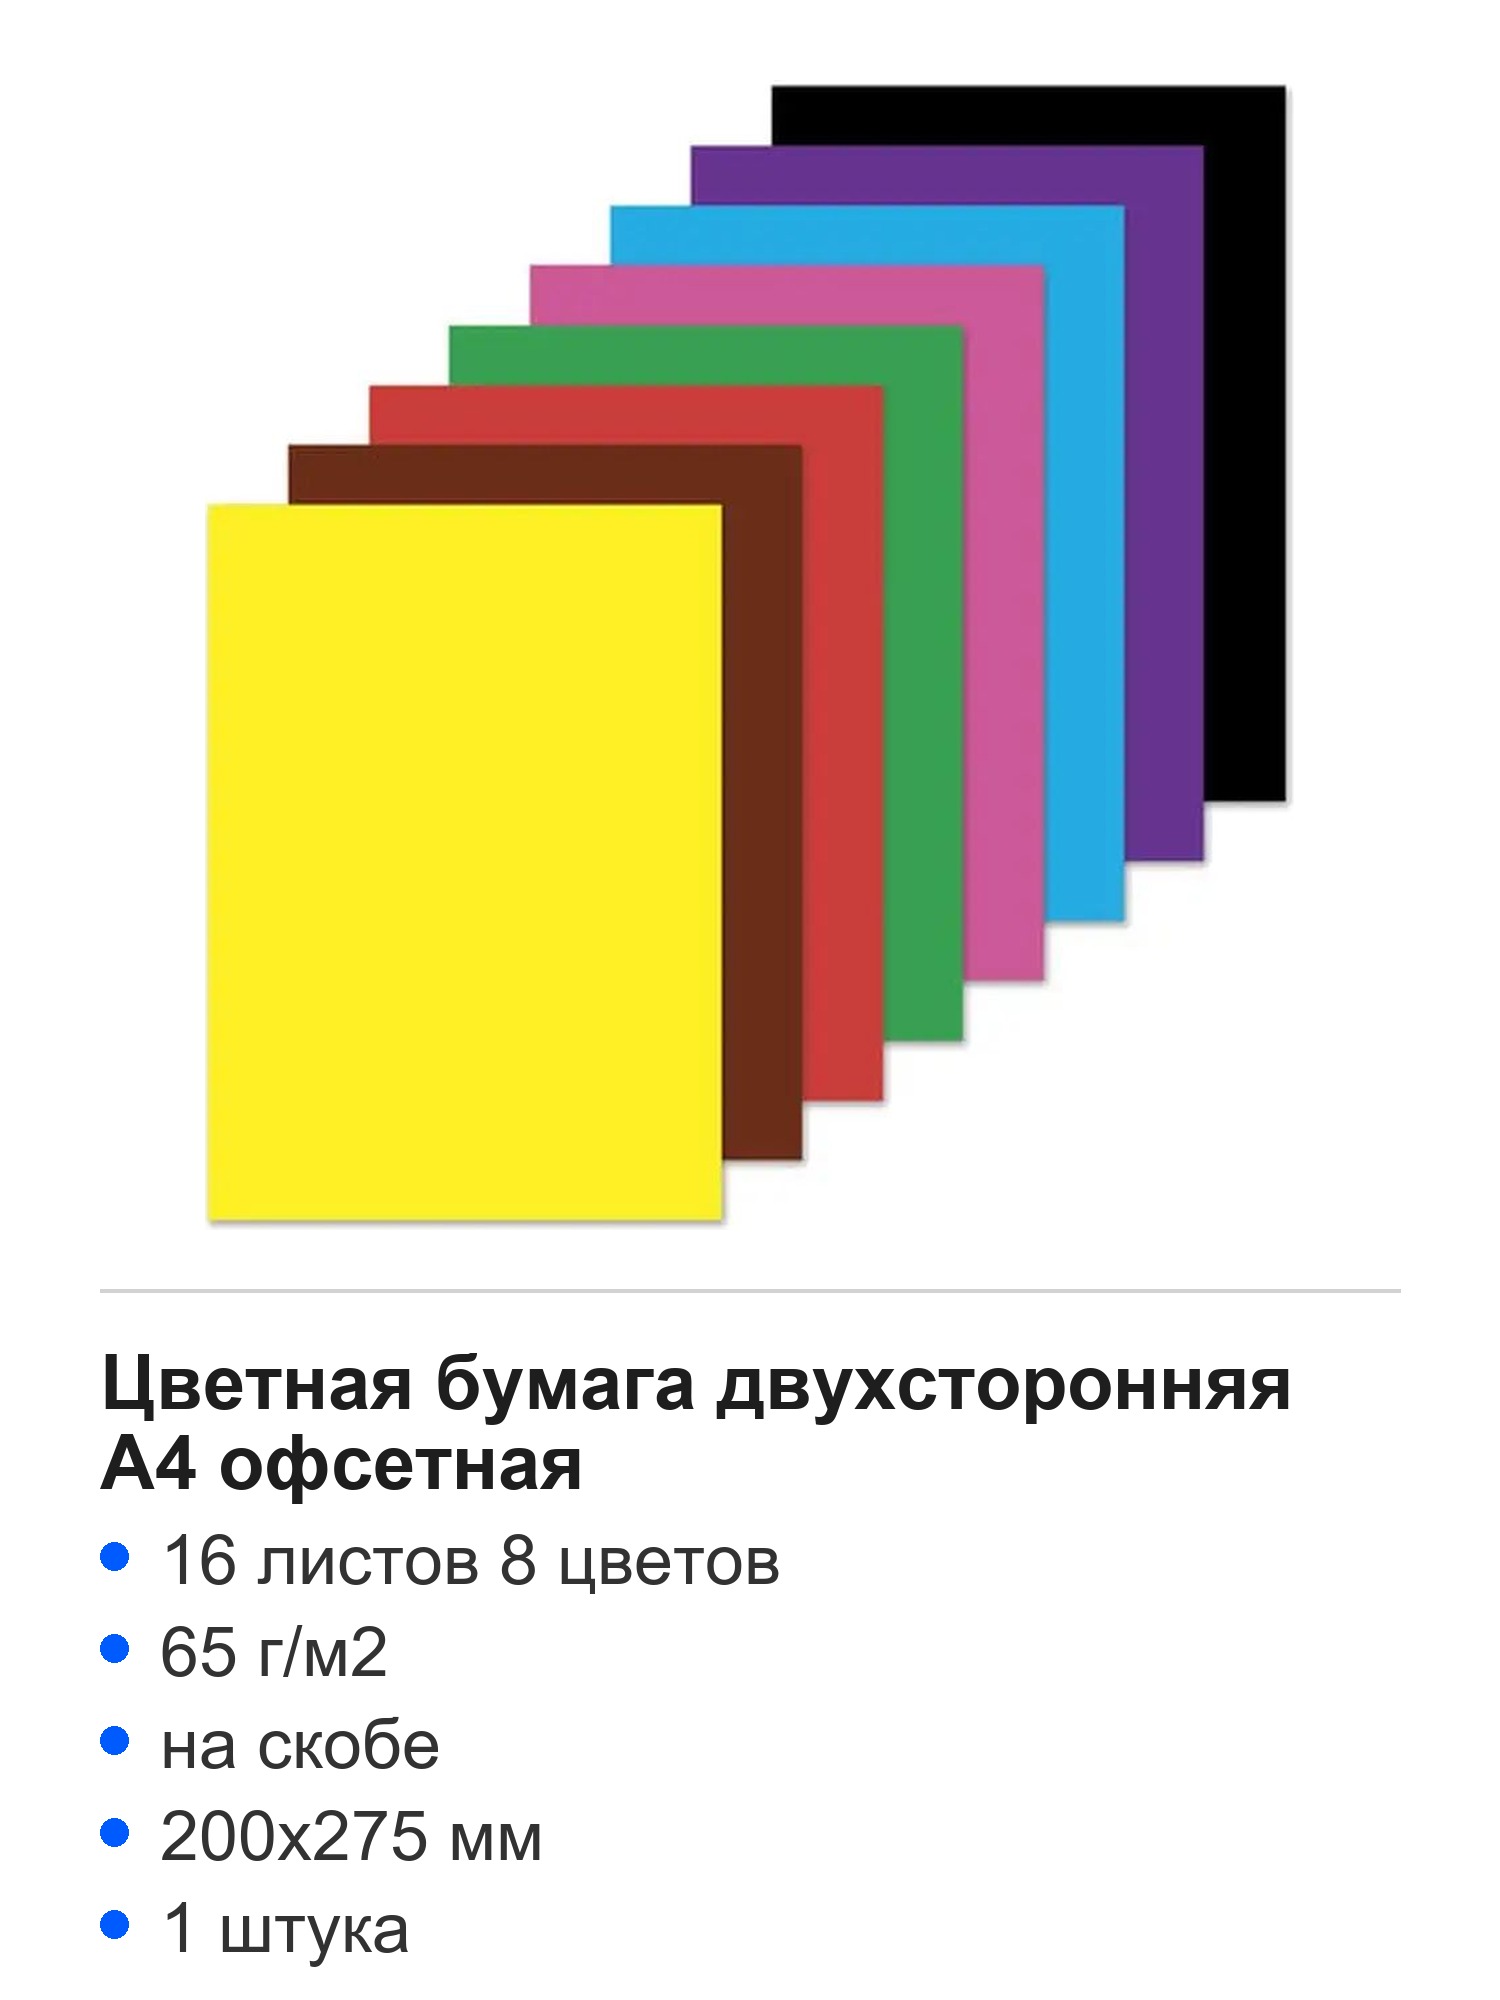 Цветная бумага двухсторонняя
А4 офсетная
16 листов 8 цветов
65 г/м2
на скобе
200х275 мм
1 штука